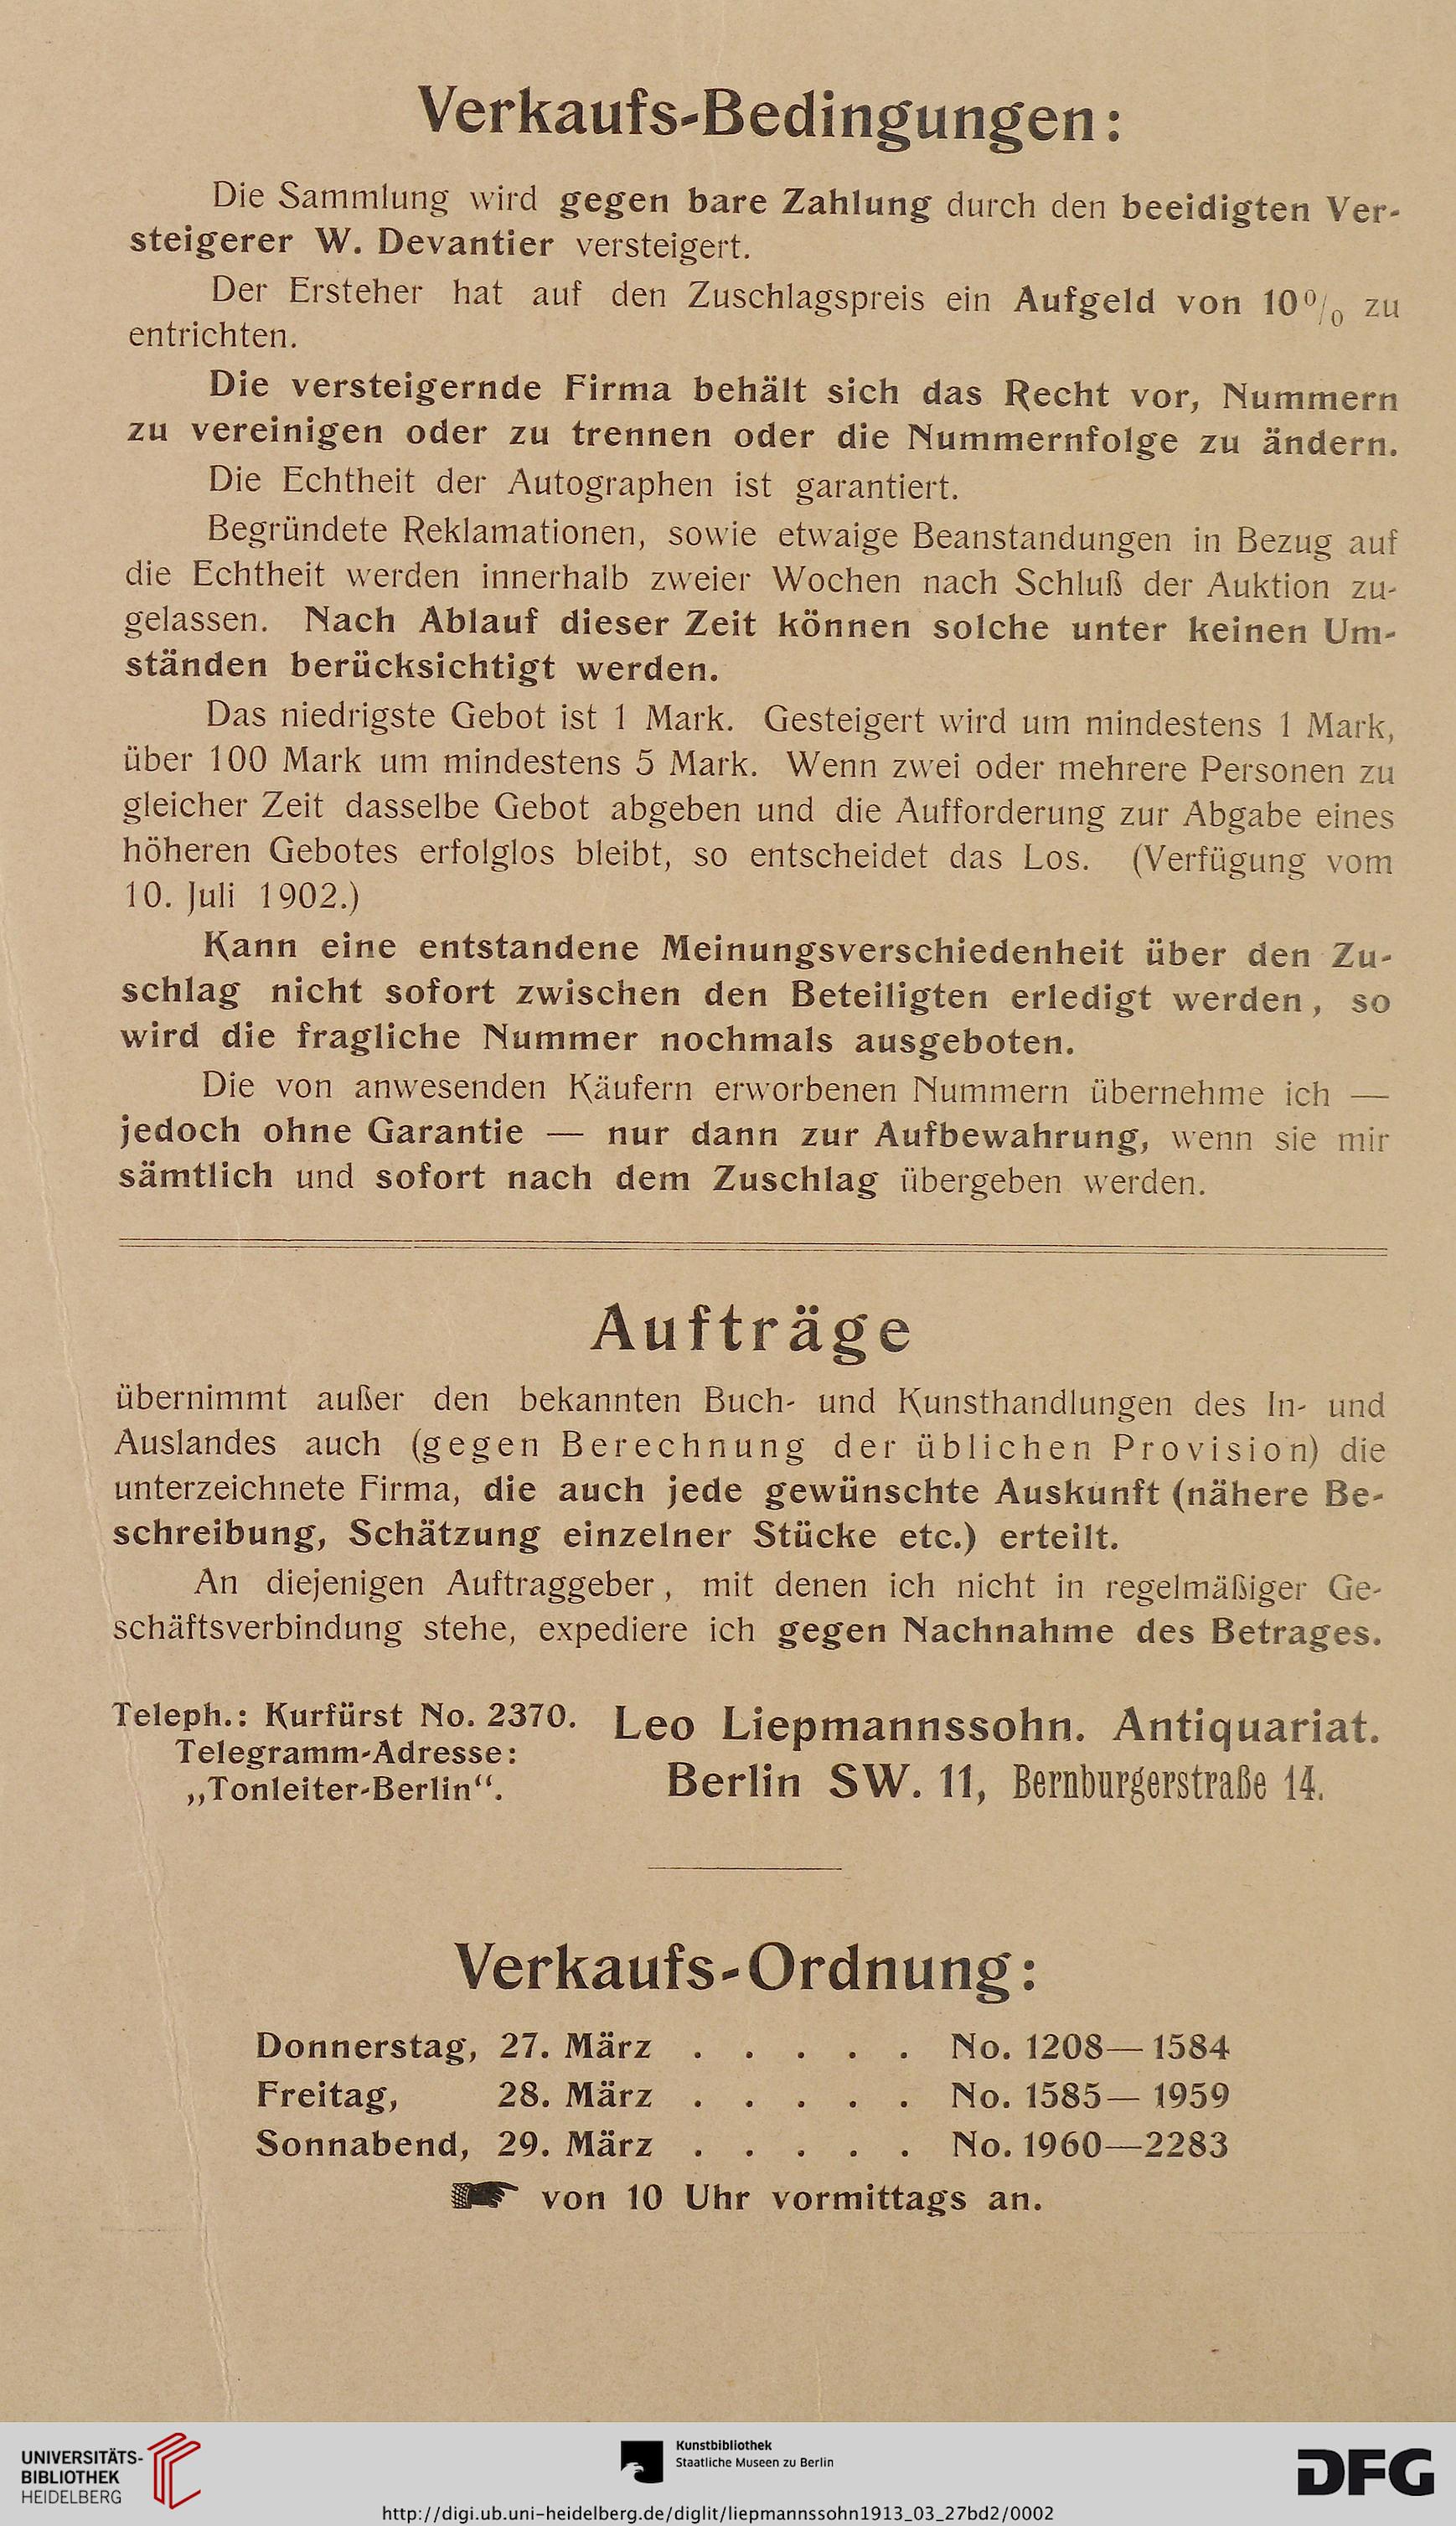 Verkaufs-Bedingungen:
Die Sammlung wird gegen bare Zahlung durch den beeidigten Ver-
steigerer W. Devantier versteigert.
Der Ersteher hat auf den Zuschlagspreis ein Aufgeld von 10% zu
entrichten.
Die versteigernde Firma behält sich das Recht vor, Nummern
zu vereinigen oder zu trennen oder die Nummernfolge zu ändern.
Die Echtheit der Autographen ist garantiert.
Begründete Reklamationen, sowie etwaige Beanstandungen in Bezug auf
die Echtheit werden innerhalb zweier Wochen nach Schluß der Auktion zu-
gelassen. Nach Ablauf dieser Zeit können solche unter keinen Um-
ständen berücksichtigt werden.
Das niedrigste Gebot ist 1 Mark. Gesteigert wird um mindestens 1 Mark,
über 100 Mark um mindestens 5 Mark. Wenn zwei oder mehrere Personen zu
gleicher Zeit dasselbe Gebot abgeben und die Aufforderung zur Abgabe eines
höheren Gebotes erfolglos bleibt, so entscheidet das Los. (Verfügung vom
10. Juli 1902.)
Kann eine entstandene Meinungsverschiedenheit über den Zu-
schlag nicht sofort zwischen den Beteiligten erledigt werden, so
wird die fragliche Nummer nochmals ausgeboten.
Die von anwesenden Käufern erworbenen Nummern übernehme ich —
jedoch ohne Garantie — nur dann zur Aufbewahrung, wenn sie mir
sämtlich und sofort nach dem Zuschlag übergeben werden.
Aufträge
übernimmt außer den bekannten Buch- und Kunsthandlungen des In- und
Auslandes auch (gegen Berechnung der üblichen Provision) die
unterzeichnete Firma, die auch jede gewünschte Auskunft (nähere Be-
schreibung, Schätzung einzelner Stücke etc.) erteilt.
An diejenigen Auftraggeber, mit denen ich nicht in regelmäßiger Ge-
schäftsverbindung stehe, expediere ich gegen Nachnahme des Betrages.
Teleph.: Kurfürst No. 2370.
Telegramm-Adresse:
„Tonleiter-Berlin“.
Leo Liepmannssohn. Antiquariat.
Berlin SW. 11, Bernburgerstraße 14.
Verkaufs-Ordnung:
Donnerstag, 27. März . . . . . No. 1208—1584
Freitag, 28. März . . . . . No. 1585—1959
Sonnabend, 29. März . . . . . No. 1960—2283
von 10 Uhr vormittags an.
UNIVERSITÄTS-
BIBLIOTHEK
HEIDELBERG
Kunstbibliothek
Staatliche Museen zu Berlin
DFG
http://digi.ub.uni-heidelberg.de/diglit/liepmannssohn1913_03_27bd2/0002